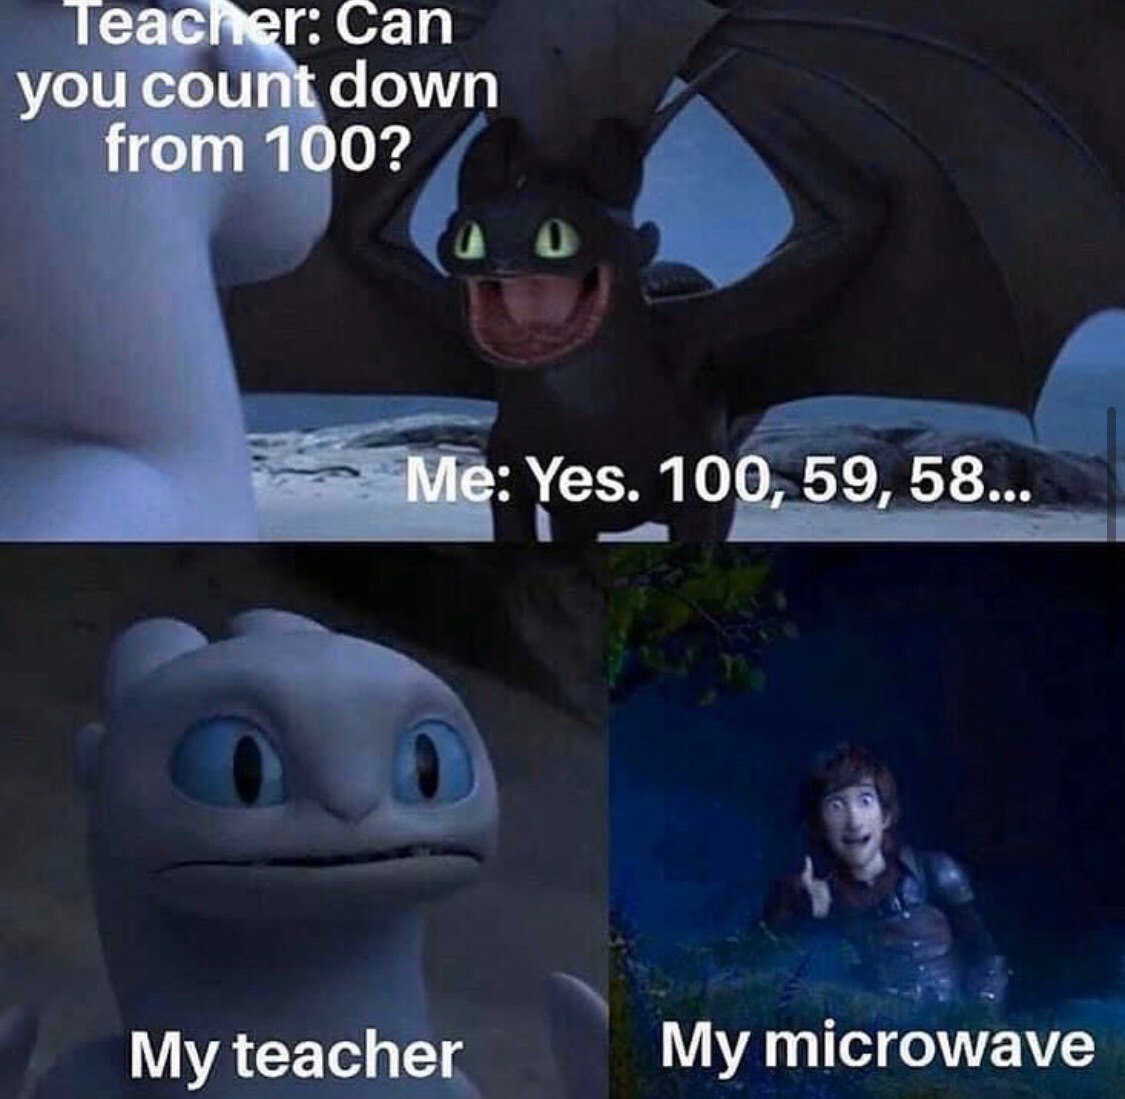 Teacher: Can
you count down
from 100?
Me: Yes. 100, 59, 58...
My teacher
My microwave